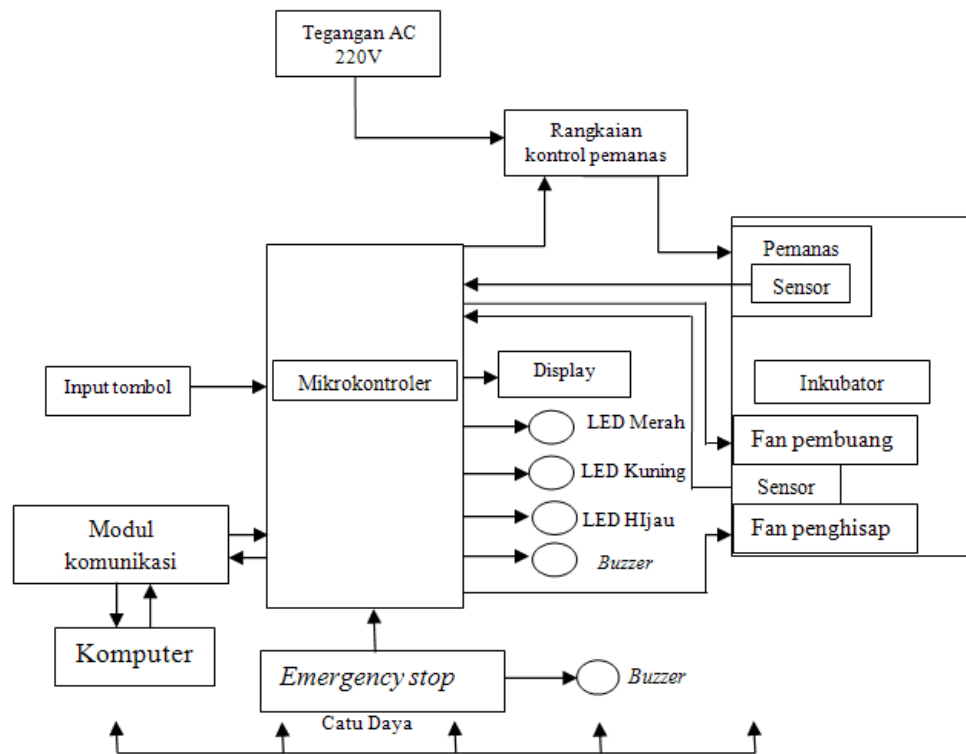 Tegangan AC
220V
Rangkaian
kontrol pemanas
Pemanas
Sensor
Input tombol
Mikrokontroler
Display
Inkubator
LED Merah
Fan pembuang
LED Kuning
Sensor
LED HIjau
Fan penghisap
Modul
komunikasi
Buzzer
Komputer
Emergency stop
Buzzer
Catu Daya